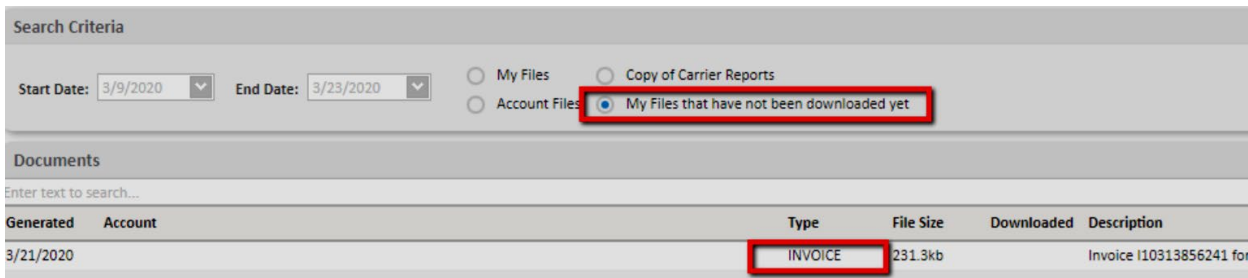 Search Criteria
My Files Copy of Carrier Reports
Start Date: 3/9/2020 End Date: 3/23/2020
Account Files My Files that have not been downloaded yet
Documents
Enter text to search...
Generated Account Type File Size Downloaded Description
3/21/2020 INVOICE 231.3kb Invoice I10313856241 for